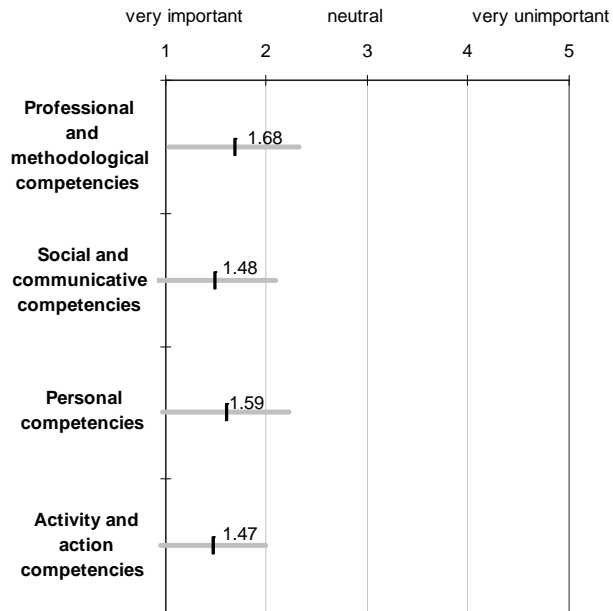 very important neutral very unimportant
1 2 3 4 5
Professional
and
methodological
competencies
1.68
Social and
communicative
competencies
1.48
Personal
competencies
1.59
Activity and
action
competencies
1.47